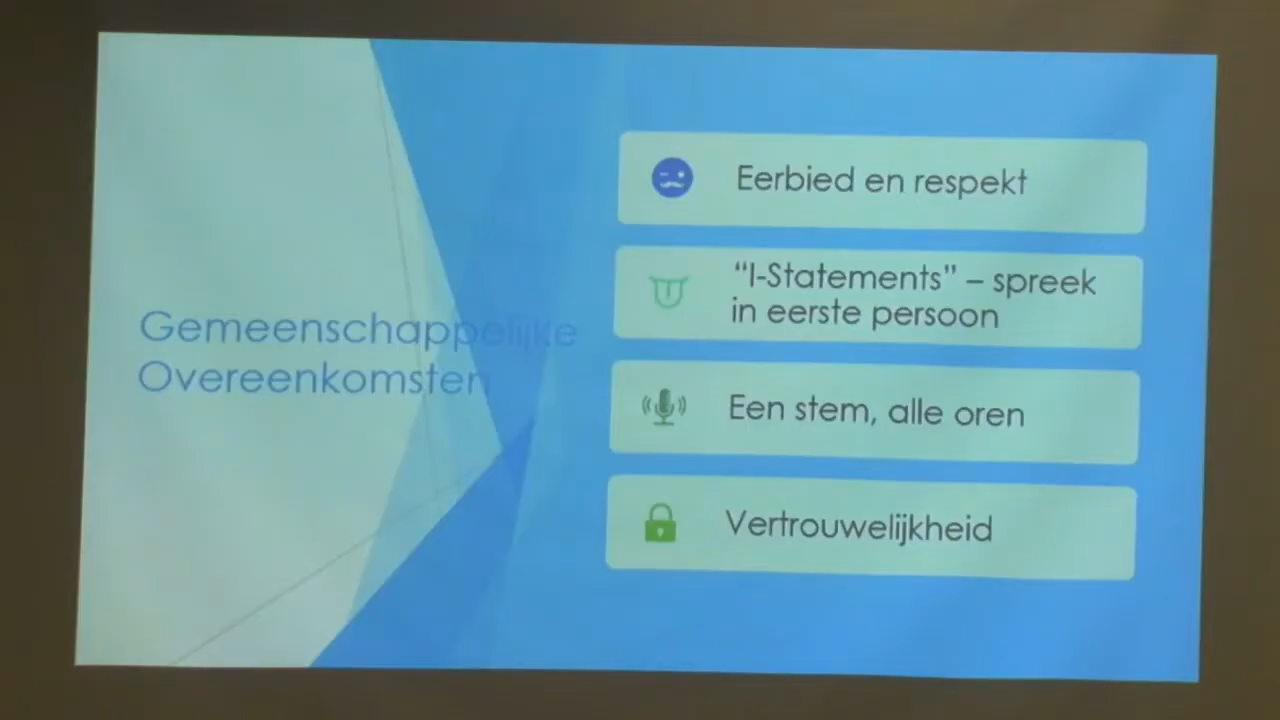 Gemeenschappelijke
Overeenkomsten
Eerbied en respekt
“I-Statements” – spreek
in eerste persoon
Een stem, alle oren
Vertrouwelijkheid